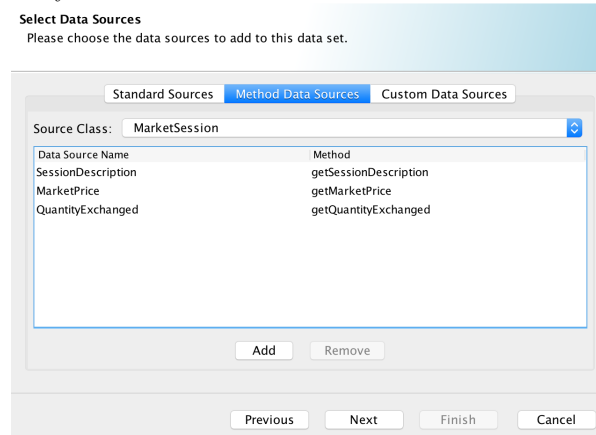 Select Data Sources
Please choose the data sources to add to this data set.
Standard Sources Method Data Sources Custom Data Sources
Source Class: MarketSession
Data Source Name Method
SessionDescription getSessionDescription
MarketPrice getMarketPrice
QuantityExchanged getQuantityExchanged
Add Remove
Previous Next Finish Cancel